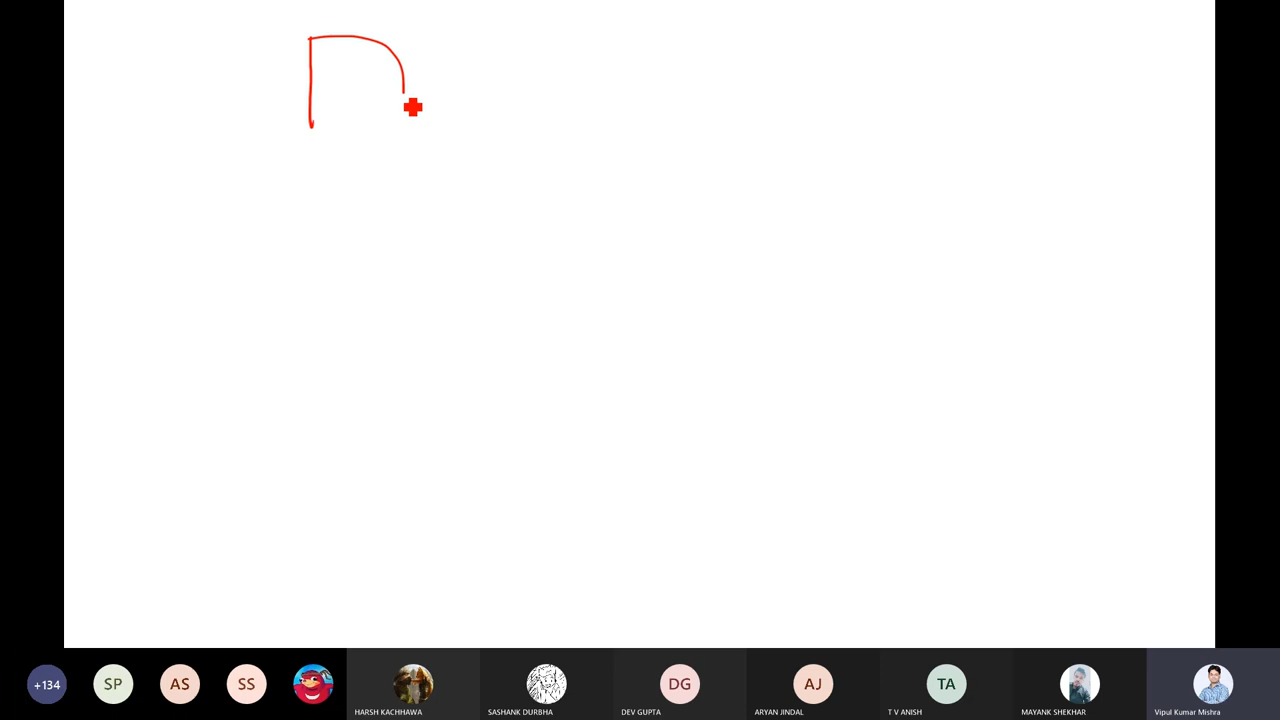 +134
SP
AS
SS
DG
AJ
TA
HARSH KACHHAWA
SASHANK DURBHA
DEV GUPTA
ARYAN JINDAL
T V ANISH
MAYANK SHEKHAR
Vipul Kumar Mishra